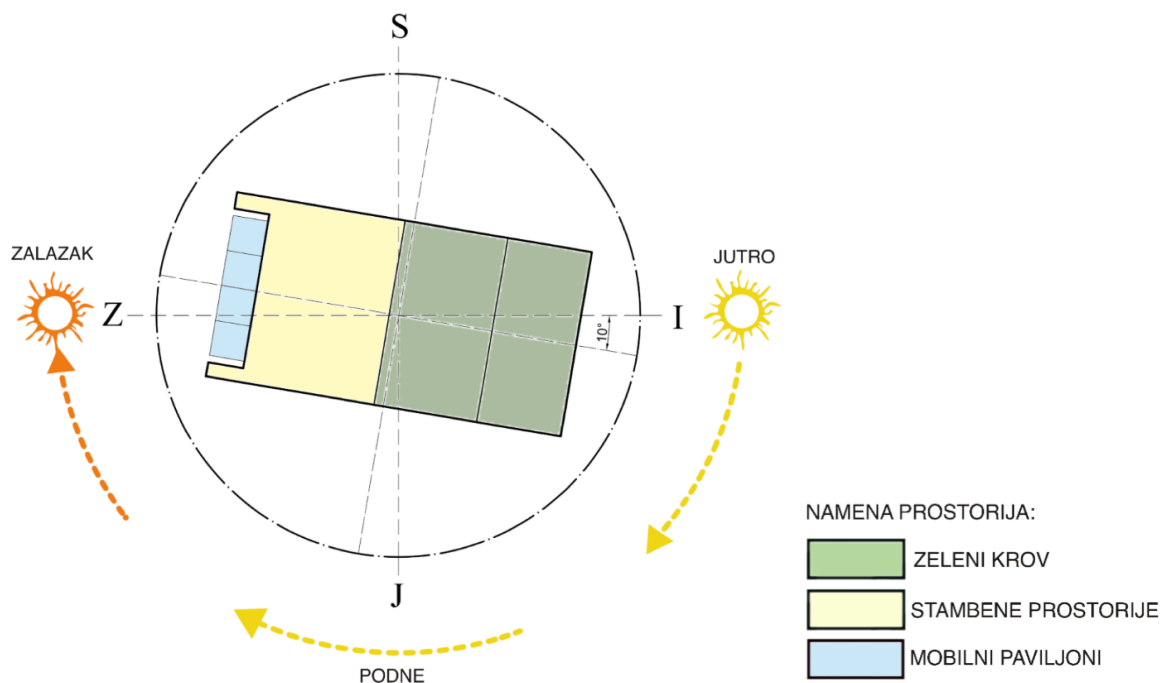 S
ZALAZAK
JUTRO
Z
I
10°
J
PODNE
NAMENA PROSTORIJA:
ZELENI KROV
STAMBENE PROSTORIJE
MOBILNI PAVILJONI